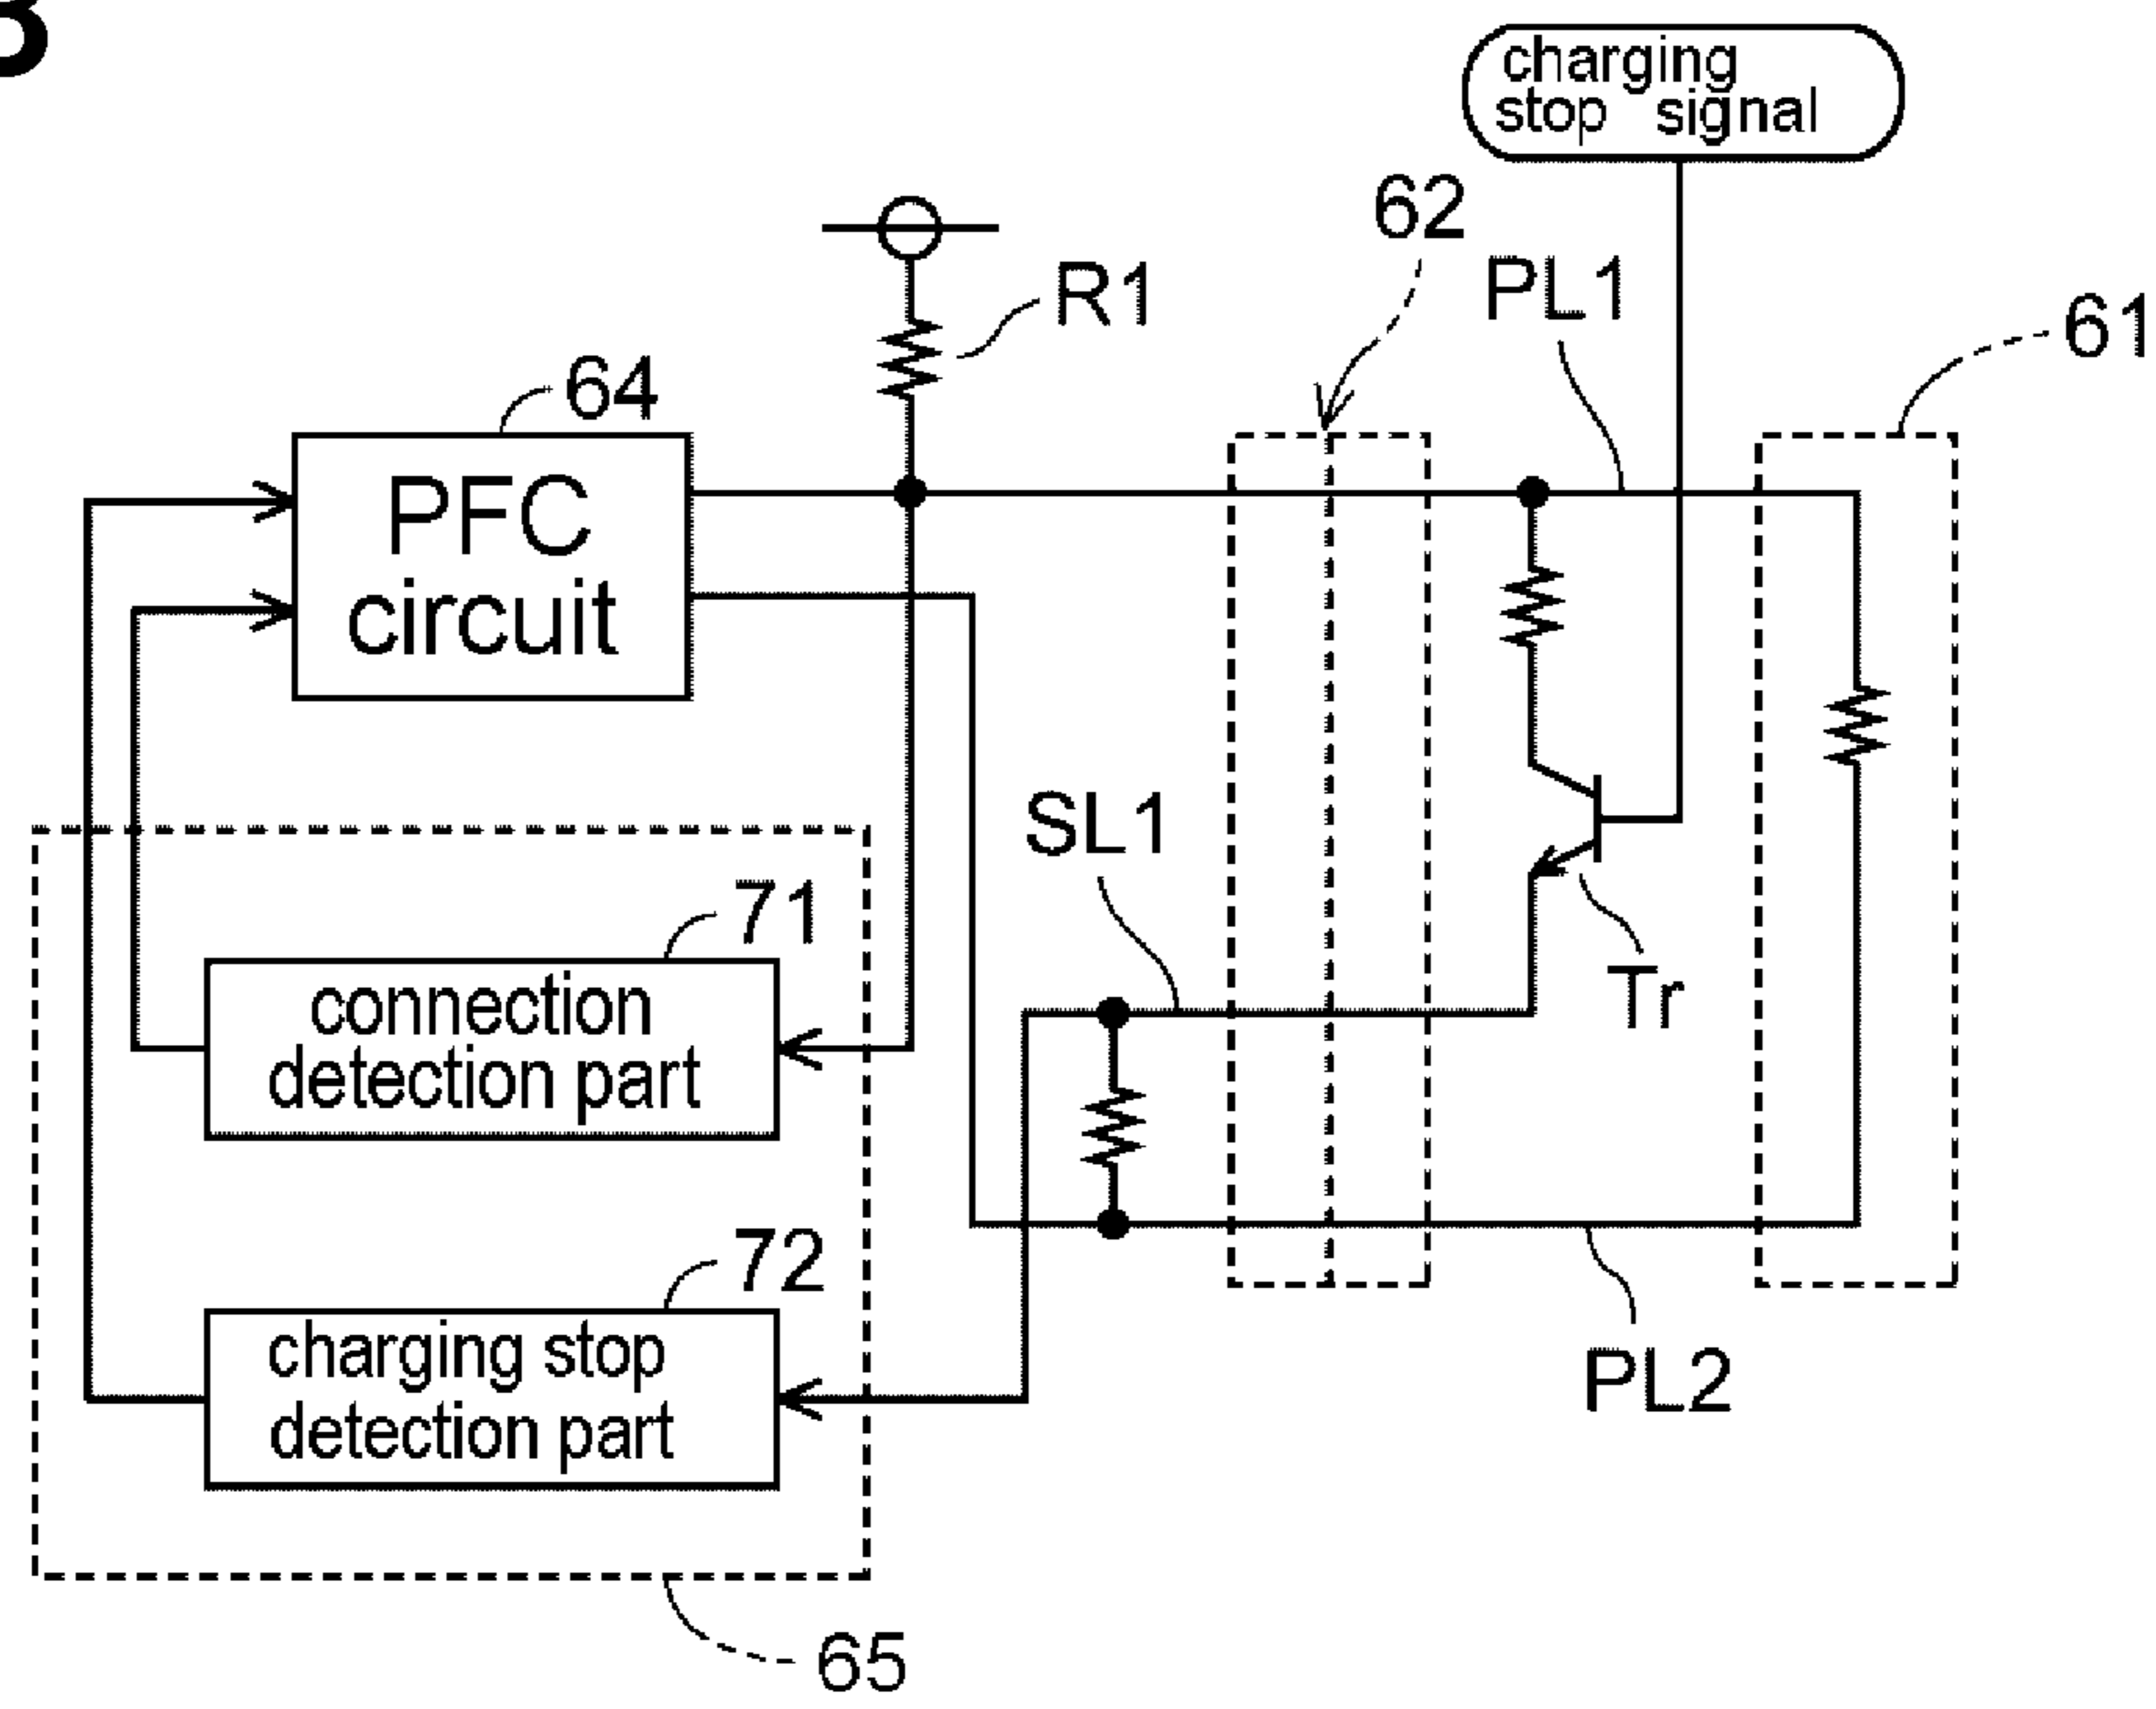 charging
stop signal
62
PL1
R1
61
64
PFC
circuit
SL1
71
Tr
connection
detection part
72
charging stop
detection part
PL2
65